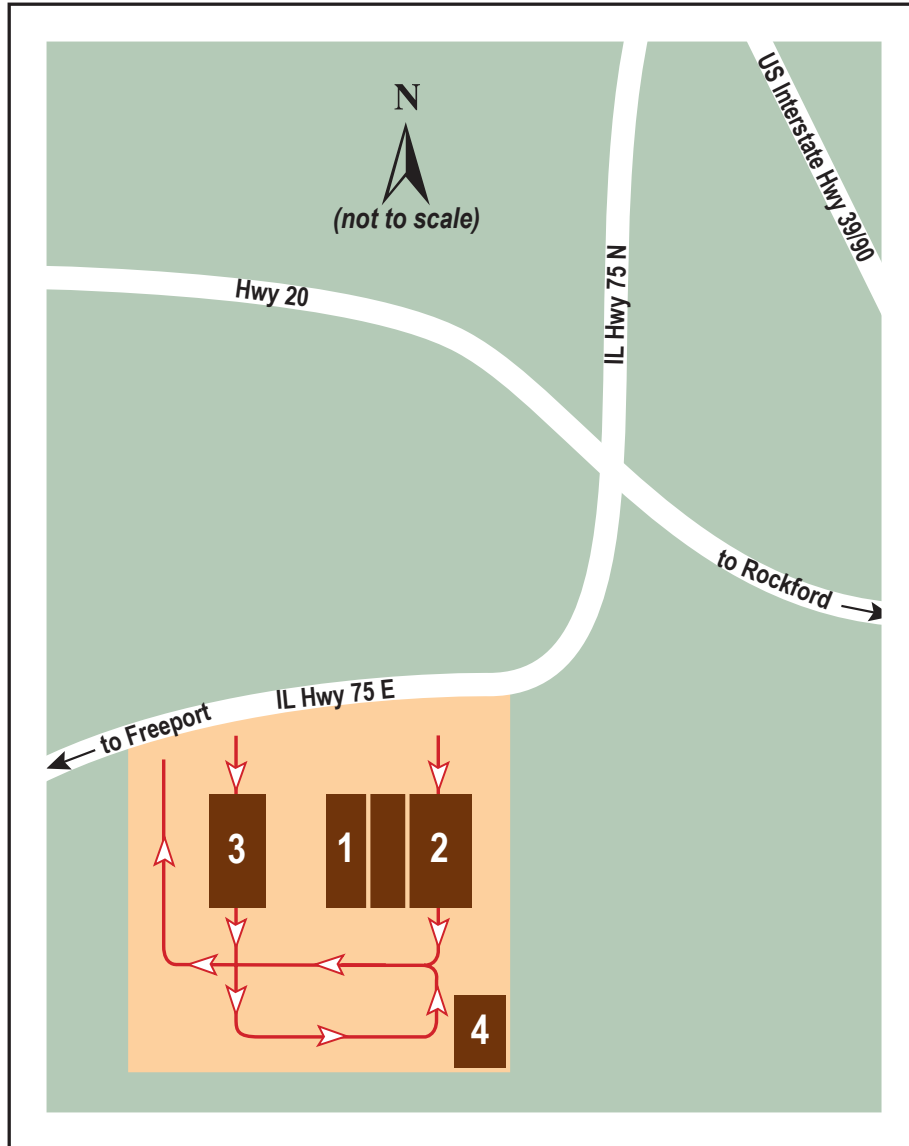 N
(not to scale)
US Interstate Hwy 39/90
Hwy 20
IL Hwy 75 N
to Rockford
IL Hwy 75 E
to Freeport
3
1
2
4